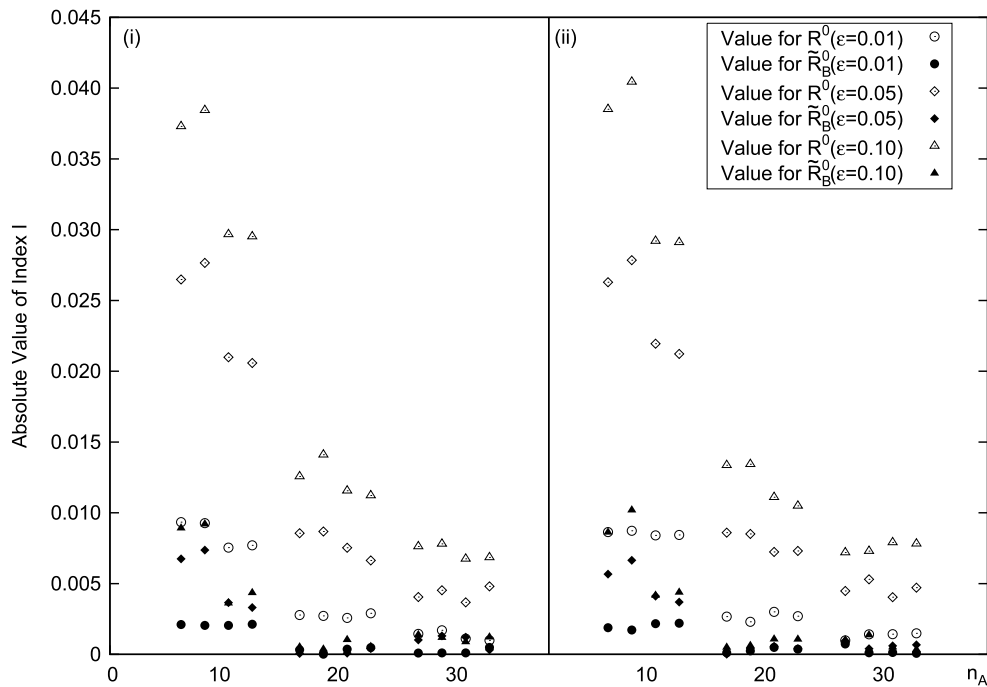 0.045
0.040
0.035
0.030
0.025
0.020
0.015
0.010
0.005
0
Absolute Value of Index I
(i)
(ii)
Value for R⁰(ε=0.01)
Value for R̃_B⁰(ε=0.01)
Value for R⁰(ε=0.05)
Value for R̃_B⁰(ε=0.05)
Value for R⁰(ε=0.10)
Value for R̃_B⁰(ε=0.10)
0 10 20 30 10 20 30 n_A